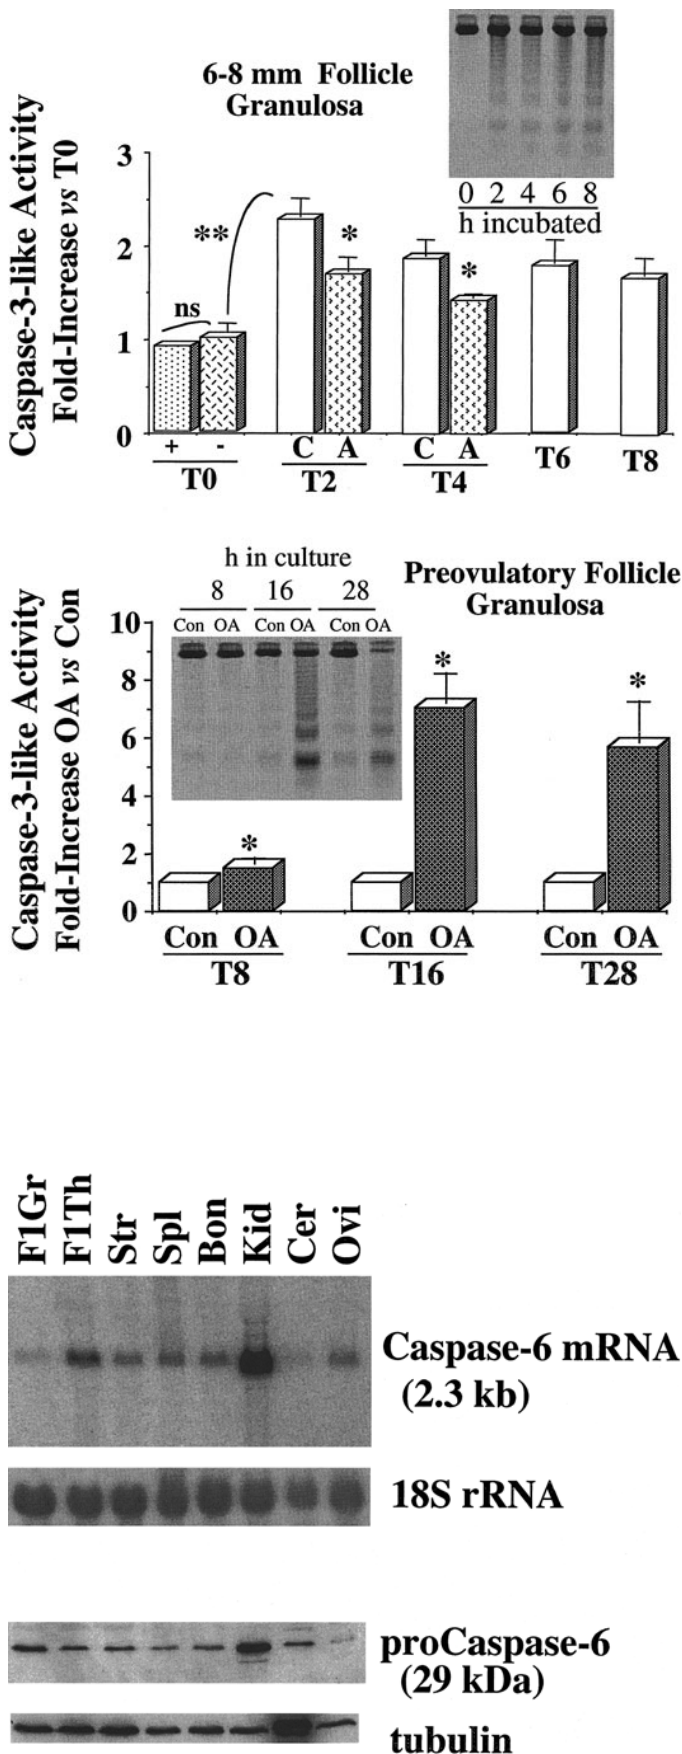 6-8 mm Follicle
Granulosa
0 2 4 6 8
h incubated
Caspase-3-like Activity
Fold-Increase vs T0
3
2
1
0
ns
**
*
*
+ - C A C A T6 T8
T0 T2 T4
h in culture
8 16 28
Con OA Con OA Con OA
Preovulatory Follicle
Granulosa
Caspase-3-like Activity
Fold-Increase OA vs Con
10
8
6
4
2
0
*
*
*
Con OA Con OA Con OA
T8 T16 T28
F1Gr F1Th Str Spl Bon Kid Cer Ovi
Caspase-6 mRNA
(2.3 kb)
18S rRNA
proCaspase-6
(29 kDa)
tubulin